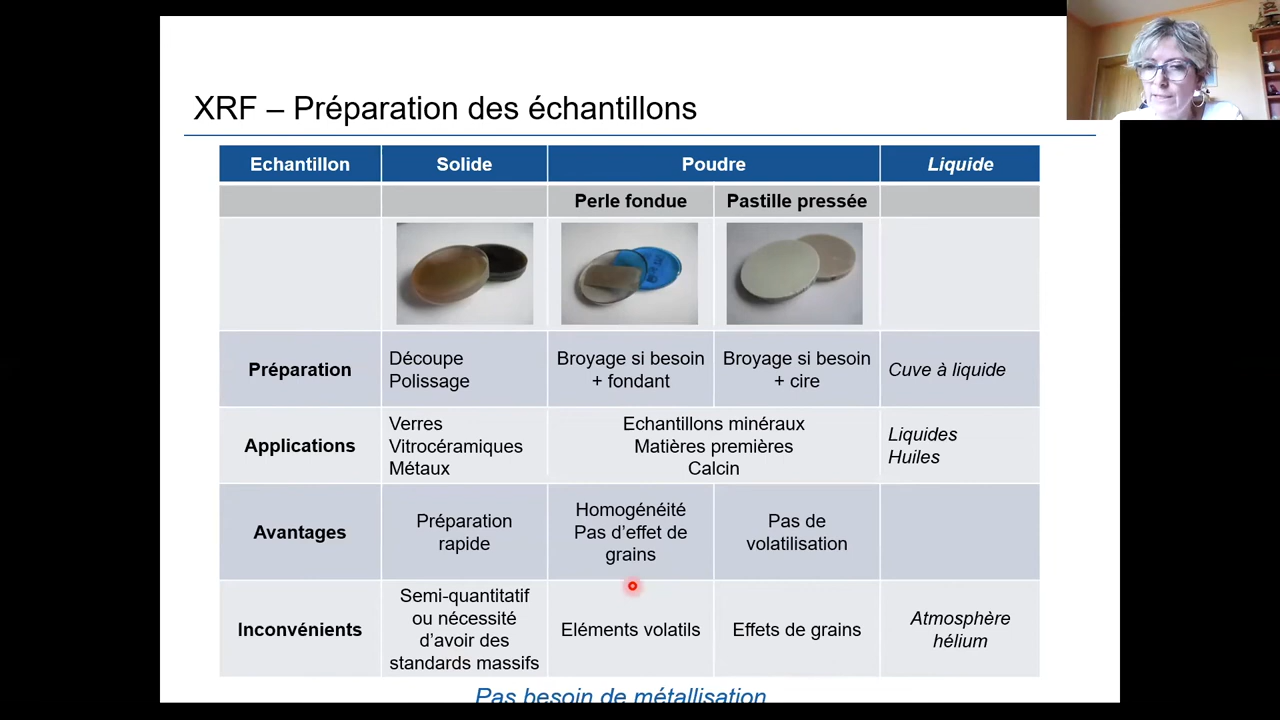 XRF – Préparation des échantillons
Echantillon
Solide
Poudre
Liquide
Perle fondue
Pastille pressée
Préparation
Découpe
Polissage
Broyage si besoin
+ fondant
Broyage si besoin
+ cire
Cuve à liquide
Applications
Verres
Vitrocéramiques
Métaux
Echantillons minéraux
Matières premières
Calcin
Liquides
Huiles
Avantages
Préparation
rapide
Homogénéité
Pas d'effet de
grains
Pas de
volatilisation
Inconvénients
Semi-quantitatif
ou nécessité
d'avoir des
standards massifs
Eléments volatils
Effets de grains
Atmosphère
hélium
Pas besoin de métallisation